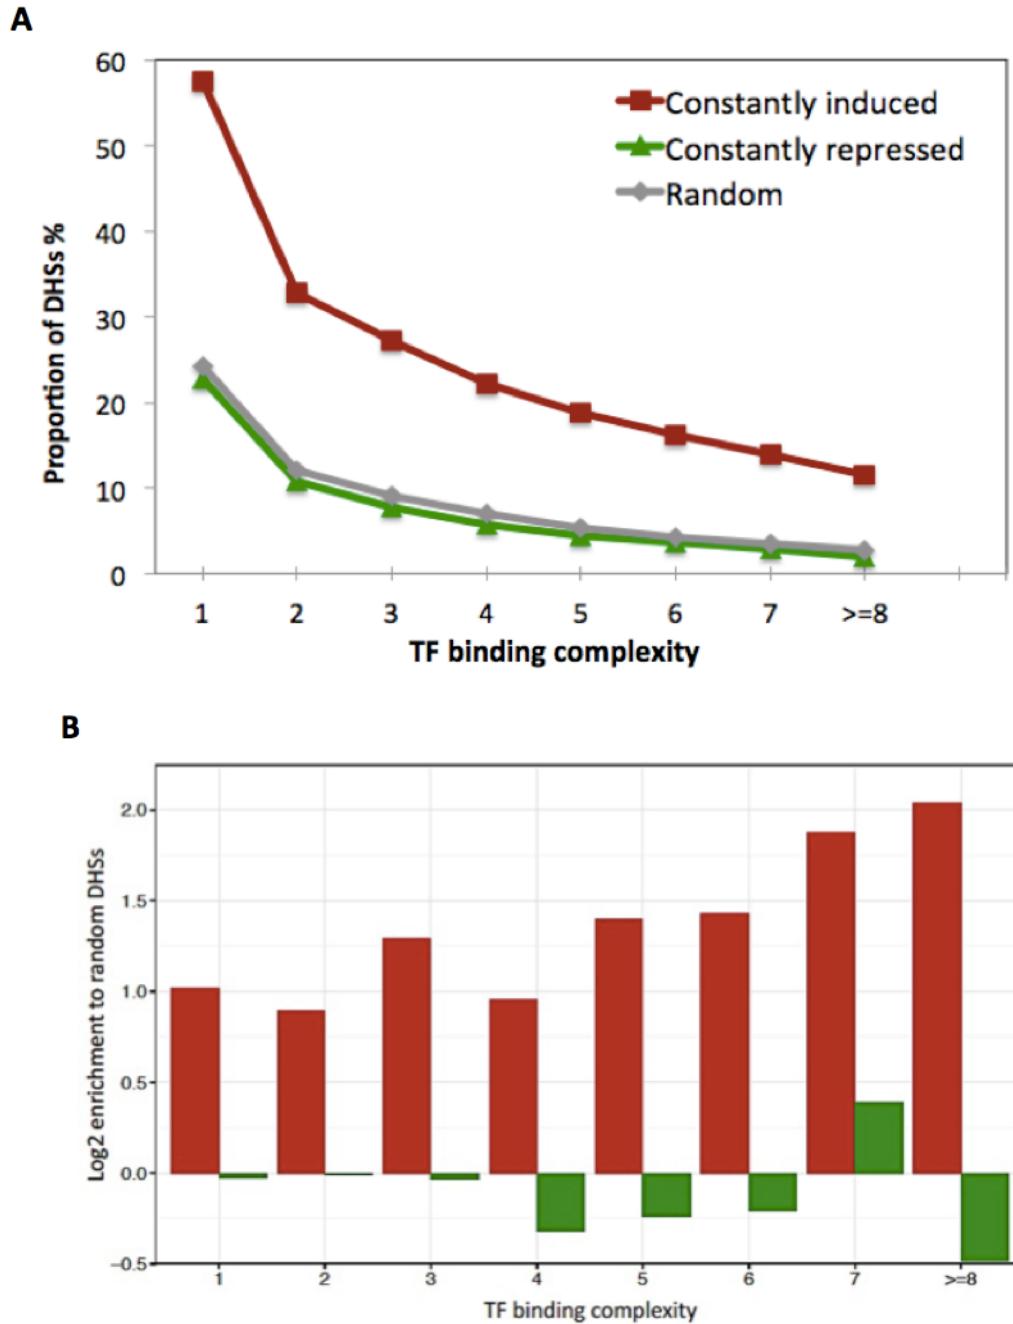 A
60
50
40
30
20
10
0
Proportion of DHSs %
Constantly induced
Constantly repressed
Random
1 2 3 4 5 6 7 >=8
TF binding complexity
B
2.0
1.5
1.0
0.5
0.0
−0.5
Log2 enrichment to random DHSs
1 2 3 4 5 6 7 >=8
TF binding complexity